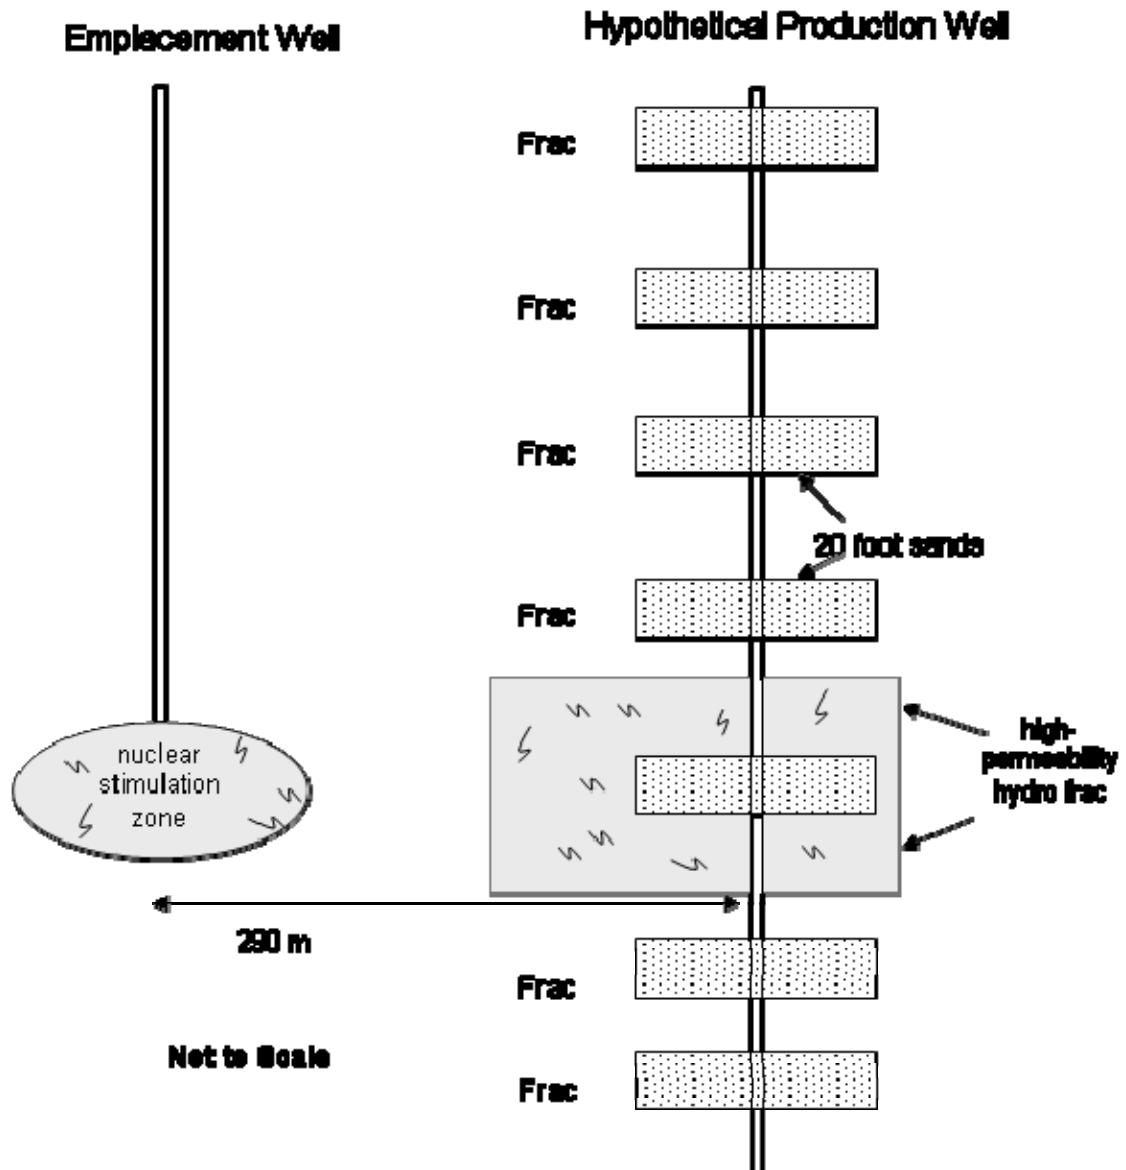 Emplacement Well
Hypothetical Production Well
Frac
Frac
Frac
20 foot sands
Frac
nuclear
stimulation
zone
high-
permeability
hydro frac
290 m
Frac
Not to Scale
Frac